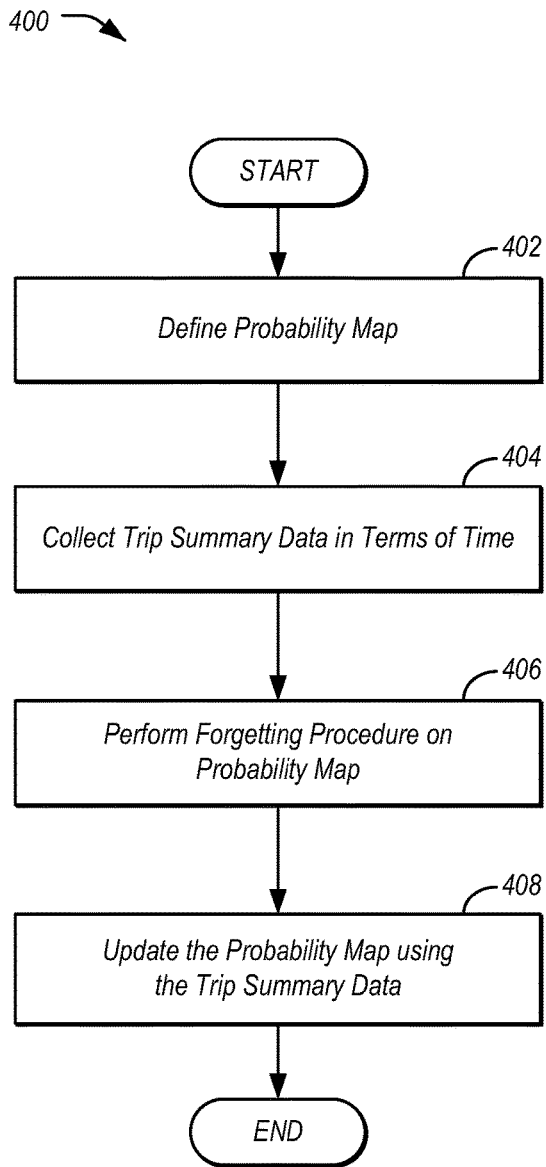 400
START
402
Define Probability Map
404
Collect Trip Summary Data in Terms of Time
406
Perform Forgetting Procedure on
Probability Map
408
Update the Probability Map using
the Trip Summary Data
END